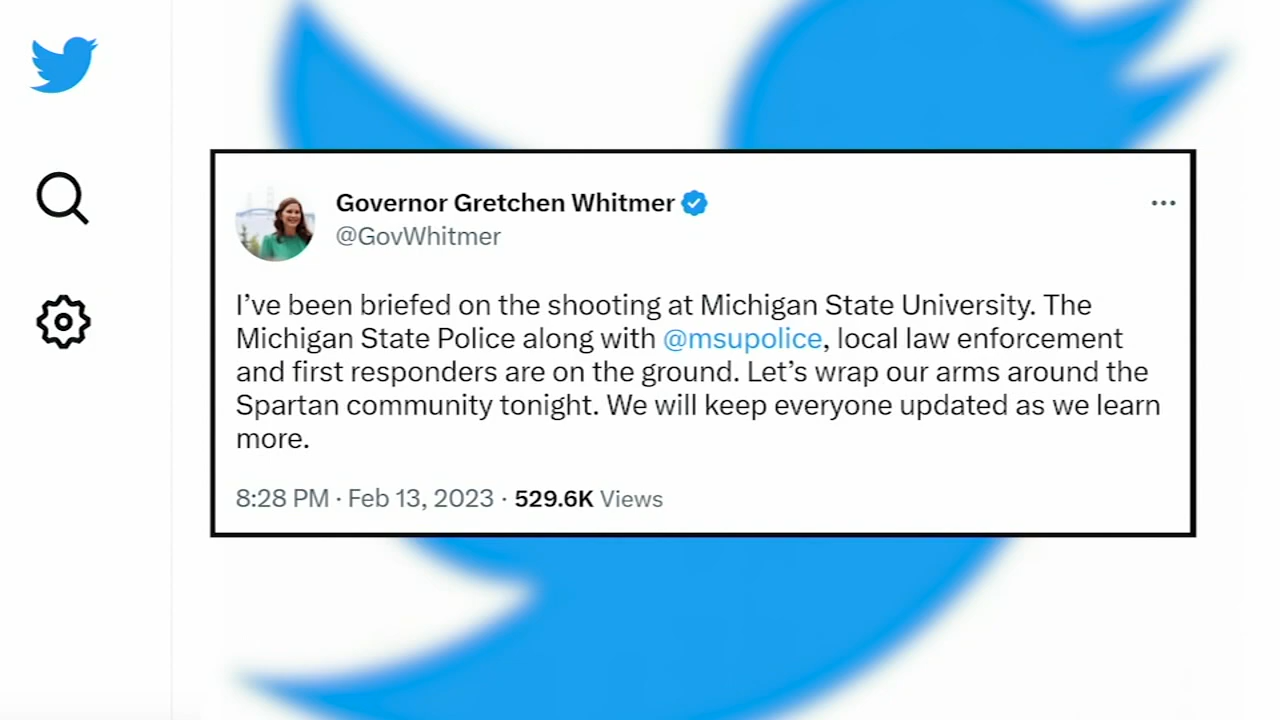 Governor Gretchen Whitmer
@GovWhitmer
I’ve been briefed on the shooting at Michigan State University. The
Michigan State Police along with @msupolice, local law enforcement
and first responders are on the ground. Let’s wrap our arms around the
Spartan community tonight. We will keep everyone updated as we learn
more.
8:28 PM · Feb 13, 2023 · 529.6K Views